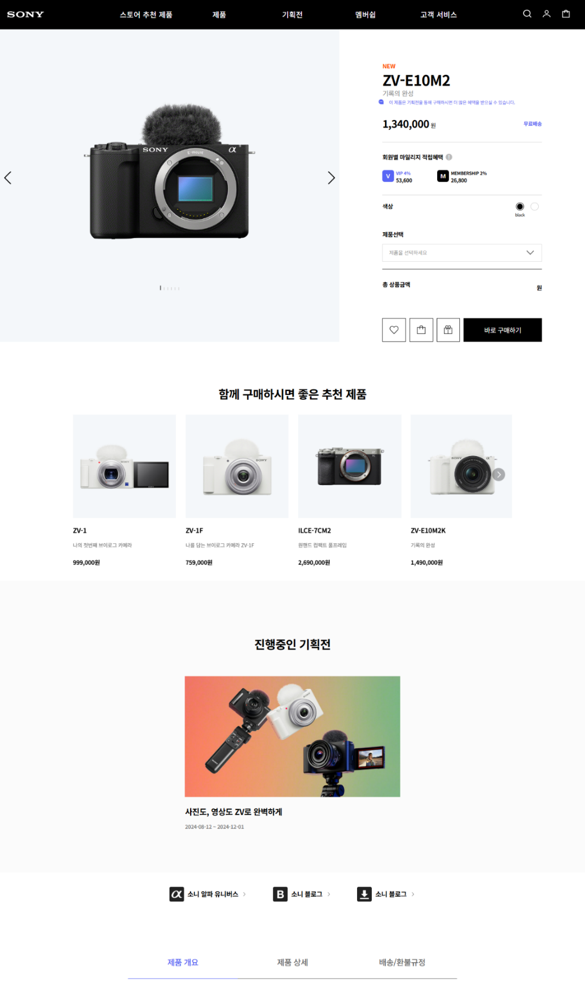 SONY
스토어 추천 제품
제품
기획전
멤버쉽
고객 서비스
NEW
ZV-E10M2
기록의 완성
이 제품은 기획전을 통해 구매하시면 더 많은 혜택을 받으실 수 있습니다.
1,340,000 원
무료배송
회원별 마일리지 적립혜택
V
VIP 4%
53,600
M
MEMBERSHIP 2%
26,800
색상
black
제품선택
제품을 선택하세요
총 상품금액
원
바로 구매하기
SONY
α
E-mount
함께 구매하시면 좋은 추천 제품
SONY
SONY
SONY
ZV-1
나의 첫번째 브이로그 카메라
999,000원
ZV-1F
나를 담는 브이로그 카메라 ZV-1F
759,000원
ILCE-7CM2
원핸드 컴팩트 풀프레임
2,690,000원
ZV-E10M2K
기록의 완성
1,490,000원
진행중인 기획전
사진도, 영상도 ZV로 완벽하게
2024-08-12 ~ 2024-12-01
α 소니 알파 유니버스
B 소니 블로그
소니 블로그
제품 개요
제품 상세
배송/환불규정